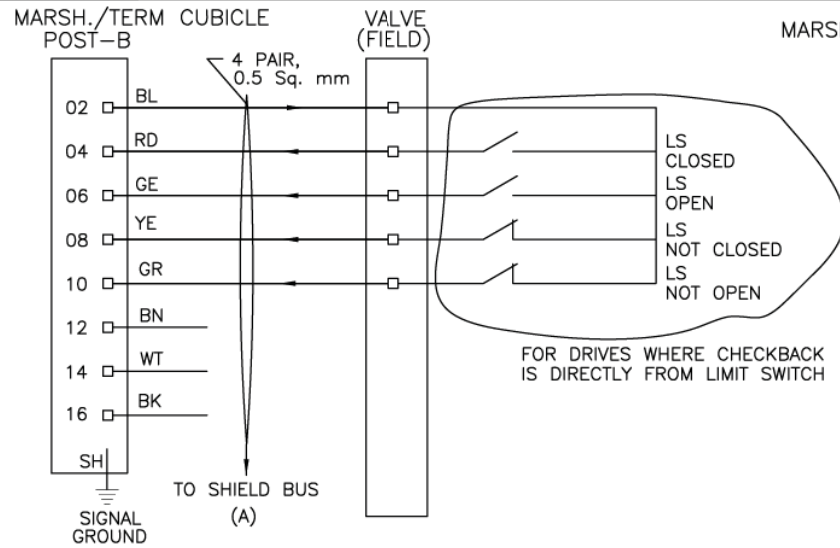 MARSH./TERM CUBICLE
POST-B
VALVE
(FIELD)
MARSH
4 PAIR,
0.5 Sq. mm
02 BL
04 RD
06 GE
08 YE
10 GR
12 BN
14 WT
16 BK
SH
LS
CLOSED
LS
OPEN
LS
NOT CLOSED
LS
NOT OPEN
FOR DRIVES WHERE CHECKBACK
IS DIRECTLY FROM LIMIT SWITCH
TO SHIELD BUS
(A)
SIGNAL
GROUND